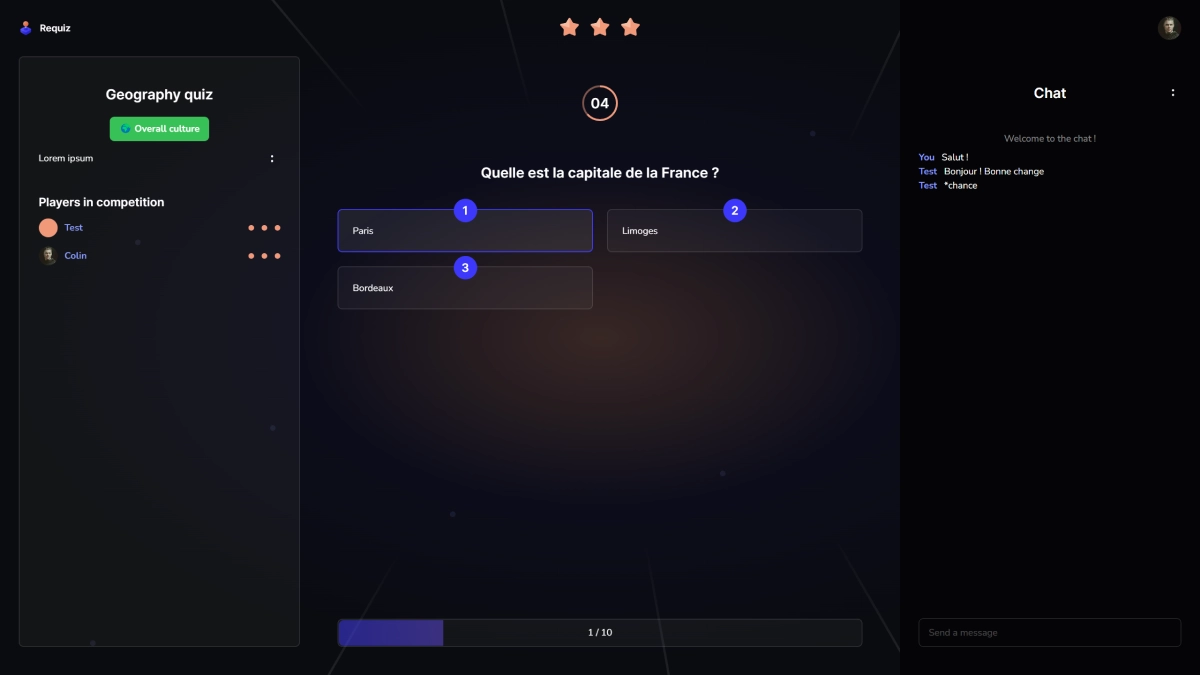 Requiz
Geography quiz
Overall culture
Lorem ipsum
Players in competition
Test
Colin
04
Quelle est la capitale de la France ?
1
Paris
2
Limoges
3
Bordeaux
1 / 10
Chat
Welcome to the chat !
You Salut !
Test Bonjour ! Bonne change
Test *chance
Send a message